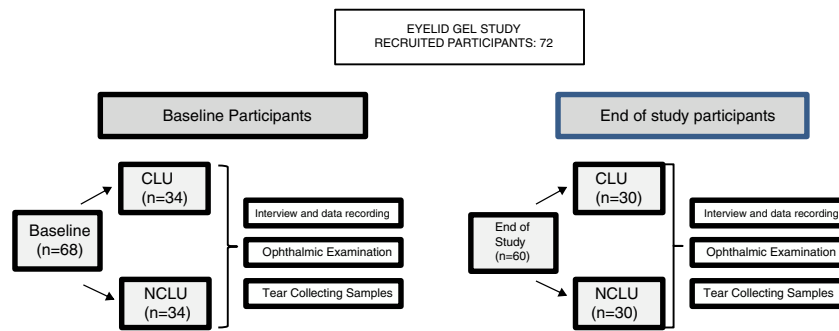 EYELID GEL STUDY
RECRUITED PARTICIPANTS: 72
Baseline Participants
CLU
(n=34)
Baseline
(n=68)
NCLU
(n=34)
Interview and data recording
Ophthalmic Examination
Tear Collecting Samples
End of study participants
CLU
(n=30)
End of
Study
(n=60)
NCLU
(n=30)
Interview and data recording
Ophthalmic Examination
Tear Collecting Samples